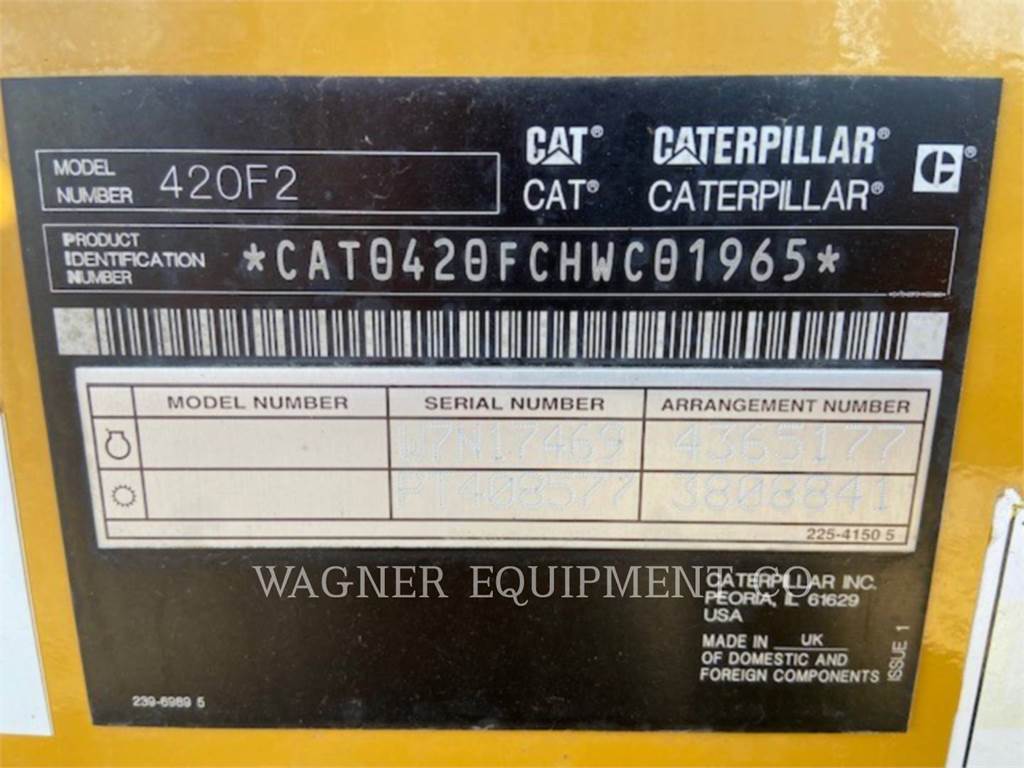 CAT® CATERPILLAR®
CAT® CATERPILLAR®
MODEL NUMBER 420F2
PRODUCT IDENTIFICATION NUMBER *CAT0420FCHWC01965*
MODEL NUMBER SERIAL NUMBER ARRANGEMENT NUMBER
W7N17469 4365177
PT408577 3808841
225-4150 5
WAGNER EQUIPMENT CO
CATERPILLAR INC.
PEORIA, IL 61629
USA
MADE IN UK
OF DOMESTIC AND
FOREIGN COMPONENTS
ISSUE 1
239-6989 5